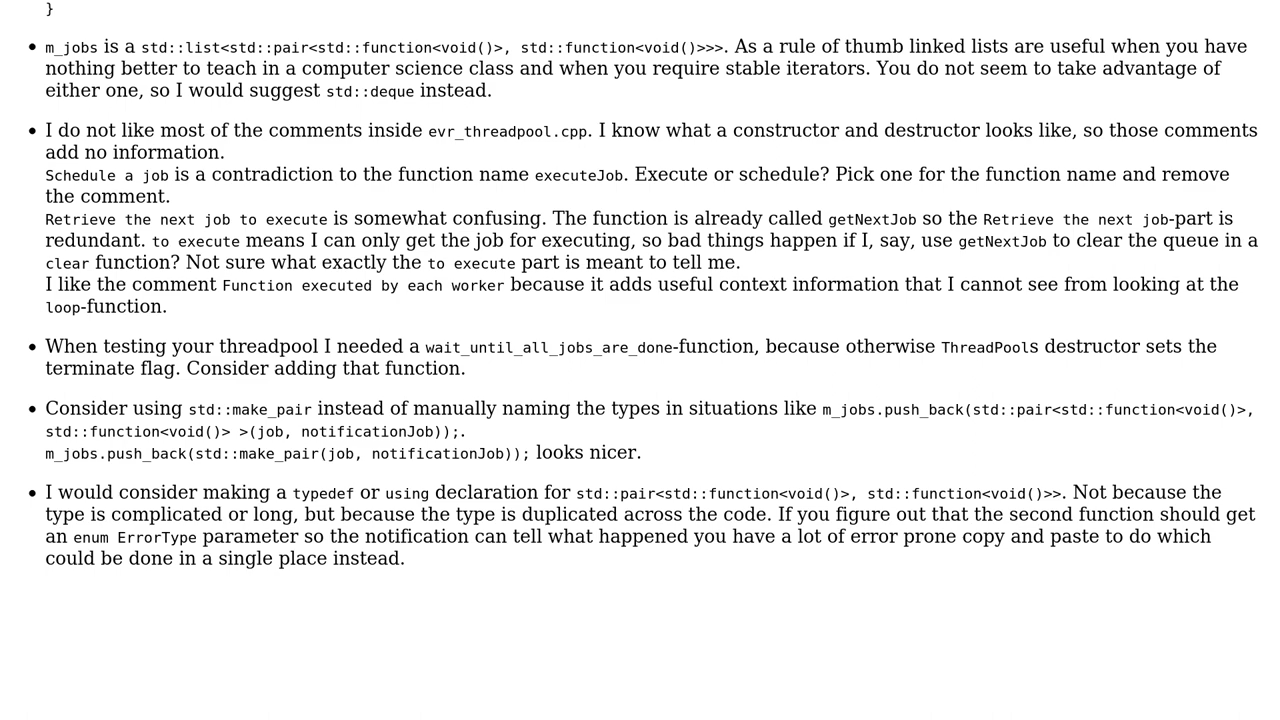 }
• m_jobs is a std::list<std::pair<std::function<void()>, std::function<void()>>>. As a rule of thumb linked lists are useful when you have
nothing better to teach in a computer science class and when you require stable iterators. You do not seem to take advantage of
either one, so I would suggest std::deque instead.
• I do not like most of the comments inside evr_threadpool.cpp. I know what a constructor and destructor looks like, so those comments
add no information.
Schedule a job is a contradiction to the function name executeJob. Execute or schedule? Pick one for the function name and remove
the comment.
Retrieve the next job to execute is somewhat confusing. The function is already called getNextJob so the Retrieve the next job-part is
redundant. to execute means I can only get the job for executing, so bad things happen if I, say, use getNextJob to clear the queue in a
clear function? Not sure what exactly the to execute part is meant to tell me.
I like the comment Function executed by each worker because it adds useful context information that I cannot see from looking at the
loop-function.
• When testing your threadpool I needed a wait_until_all_jobs_are_done-function, because otherwise ThreadPools destructor sets the
terminate flag. Consider adding that function.
• Consider using std::make_pair instead of manually naming the types in situations like m_jobs.push_back(std::pair<std::function<void()>,
std::function<void()> >(job, notificationJob));.
m_jobs.push_back(std::make_pair(job, notificationJob)); looks nicer.
• I would consider making a typedef or using declaration for std::pair<std::function<void()>, std::function<void()>>. Not because the
type is complicated or long, but because the type is duplicated across the code. If you figure out that the second function should get
an enum ErrorType parameter so the notification can tell what happened you have a lot of error prone copy and paste to do which
could be done in a single place instead.